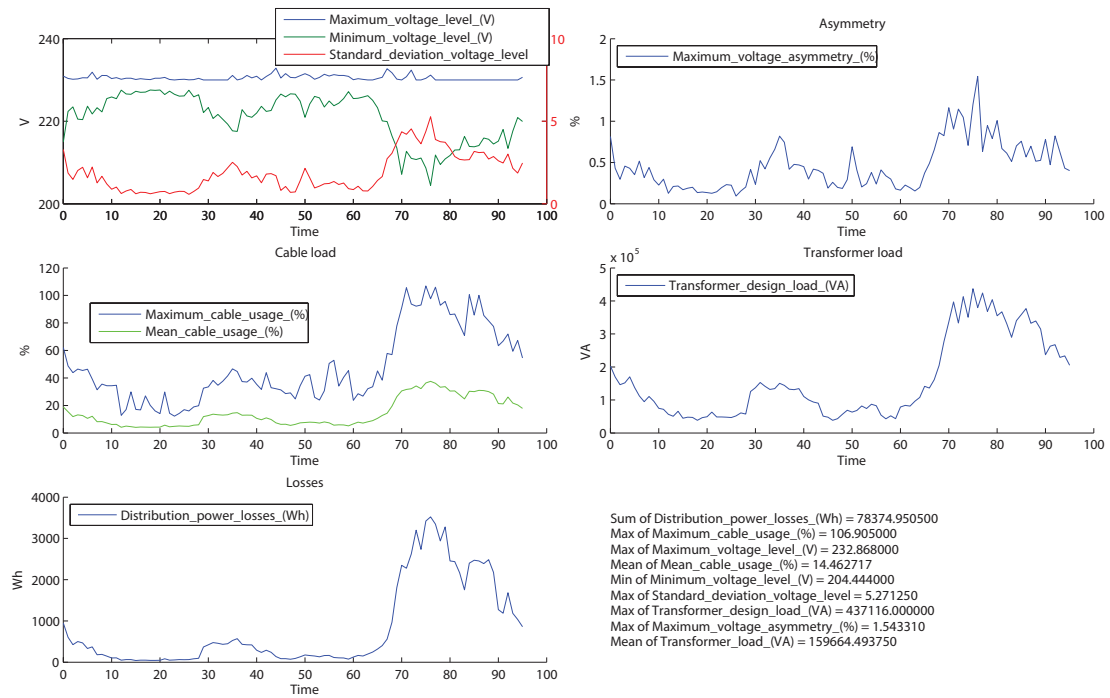 Maximum_voltage_level_(V)
Minimum_voltage_level_(V)
Standard_deviation_voltage_level
240
220
200
V
10
5
0
0 10 20 30 40 50 60 70 80 90 100
Time
Asymmetry
Maximum_voltage_asymmetry_(%)
2
1.5
1
0.5
0
%
0 10 20 30 40 50 60 70 80 90 100
Time
Cable load
Maximum_cable_usage_(%)
Mean_cable_usage_(%)
120
100
80
60
40
20
0
%
0 10 20 30 40 50 60 70 80 90 100
Time
Transformer load
x 10^5
Transformer_design_load_(VA)
5
4
3
2
1
0
VA
0 10 20 30 40 50 60 70 80 90 100
Time
Losses
Distribution_power_losses_(Wh)
4000
3000
2000
1000
0
Wh
0 10 20 30 40 50 60 70 80 90 100
Time
Sum of Distribution_power_losses_(Wh) = 78374.950500
Max of Maximum_cable_usage_(%) = 106.905000
Max of Maximum_voltage_level_(V) = 232.868000
Mean of Mean_cable_usage_(%) = 14.462717
Min of Minimum_voltage_level_(V) = 204.444000
Max of Standard_deviation_voltage_level = 5.271250
Max of Transformer_design_load_(VA) = 437116.000000
Max of Maximum_voltage_asymmetry_(%) = 1.543310
Mean of Transformer_load_(VA) = 159664.493750